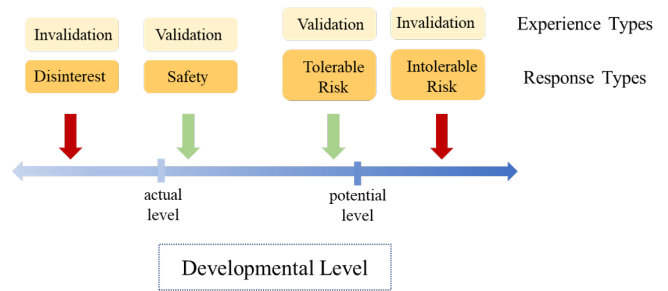 Invalidation
Validation
Validation
Invalidation
Experience Types
Disinterest
Safety
Tolerable
Risk
Intolerable
Risk
Response Types
actual
level
potential
level
Developmental Level